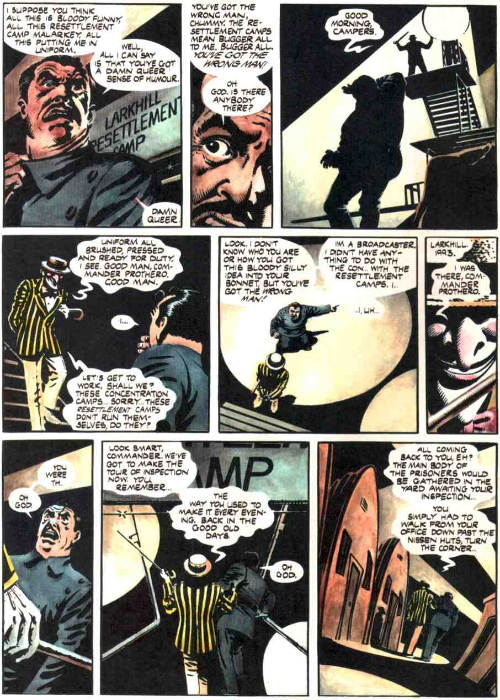 I SUPPOSE YOU THINK
ALL THIS IS BLOODY FUNNY,
ALL THIS RESETTLEMENT
CAMP MALARKEY, ALL
THIS PUTTING ME IN
UNIFORM.
WELL,
ALL I CAN SAY
IS THAT YOU'VE GOT
A DAMN QUEER
SENSE OF HUMOUR.
LARKHILL
RESETTLEMENT
CAMP
DAMN
QUEER.
YOU'VE GOT THE
WRONG MAN,
CHUMMY. THE RE-
SETTLEMENT CAMPS
MEAN BUGGER ALL
TO ME, BUGGER ALL.
YOU'VE GOT THE
WRONG MAN!
OH
GOD. IS THERE
ANYBODY
THERE?
GOOD
MORNING,
CAMPERS.
UNIFORM ALL
BRUSHED, PRESSED
AND READY FOR DUTY,
I SEE. GOOD MAN, COM-
MANDER PROTHERO.
GOOD MAN.
I...
LET'S GET TO
WORK, SHALL WE?
THESE CONCENTRATION
CAMPS... SORRY... THESE
RESETTLEMENT CAMPS
DON'T RUN THEM-
SELVES, DO THEY?
LOOK. I DON'T
KNOW WHO YOU ARE
OR HOW YOU GOT
THIS BLOODY SILLY
IDEA INTO YOUR
BONNET, BUT YOU'VE
GOT THE WRONG
MAN!
I'M A BROADCASTER.
I DIDN'T HAVE ANY-
THING TO DO WITH
THE CON... WITH THE
RESETTLEMENT
CAMPS. I...
...I, UH...
LARKHILL.
1993.
I WAS
THERE, COM-
MANDER
PROTHERO.
YOU
WERE
TH..
OH
GOD.
LOOK SMART,
COMMANDER. WE'VE
GOT TO MAKE THE
TOUR OF INSPECTION
NOW. YOU
REMEMBER...
MP
THE
WAY YOU USED TO
MAKE IT EVERY EVEN-
ING. BACK IN THE
GOOD OLD
DAYS.
OH
GOD.
ALL COMING
BACK TO YOU, EH?
THE MAIN BODY OF
THE PRISONERS WOULD
BE GATHERED IN THE
YARD AWAITING YOUR
INSPECTION...
YOU
SIMPLY HAD TO
WALK FROM YOUR
OFFICE DOWN PAST THE
NISSEN HUTS, TURN
THE CORNER...